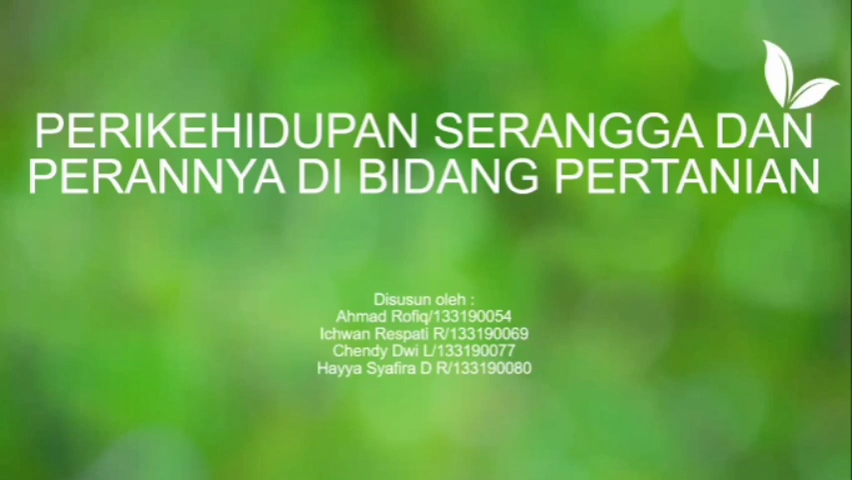 PERIKEHIDUPAN SERANGGA DAN
PERANNYA DI BIDANG PERTANIAN
Disusun oleh :
Ahmad Rofiq/133190054
Ichwan Respati R/133190069
Chendy Dwi L/133190077
Hayya Syafira D R/133190080